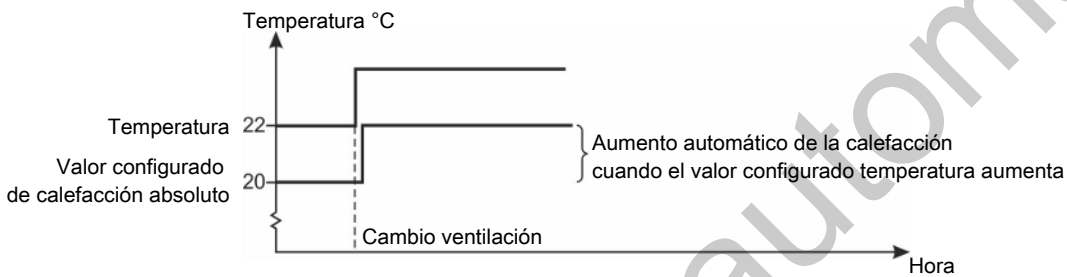 Temperatura °C
Temperatura 22
Valor configurado
de calefacción absoluto
20
Aumento automático de la calefacción
cuando el valor configurado temperatura aumenta
Cambio ventilación
Hora
autom